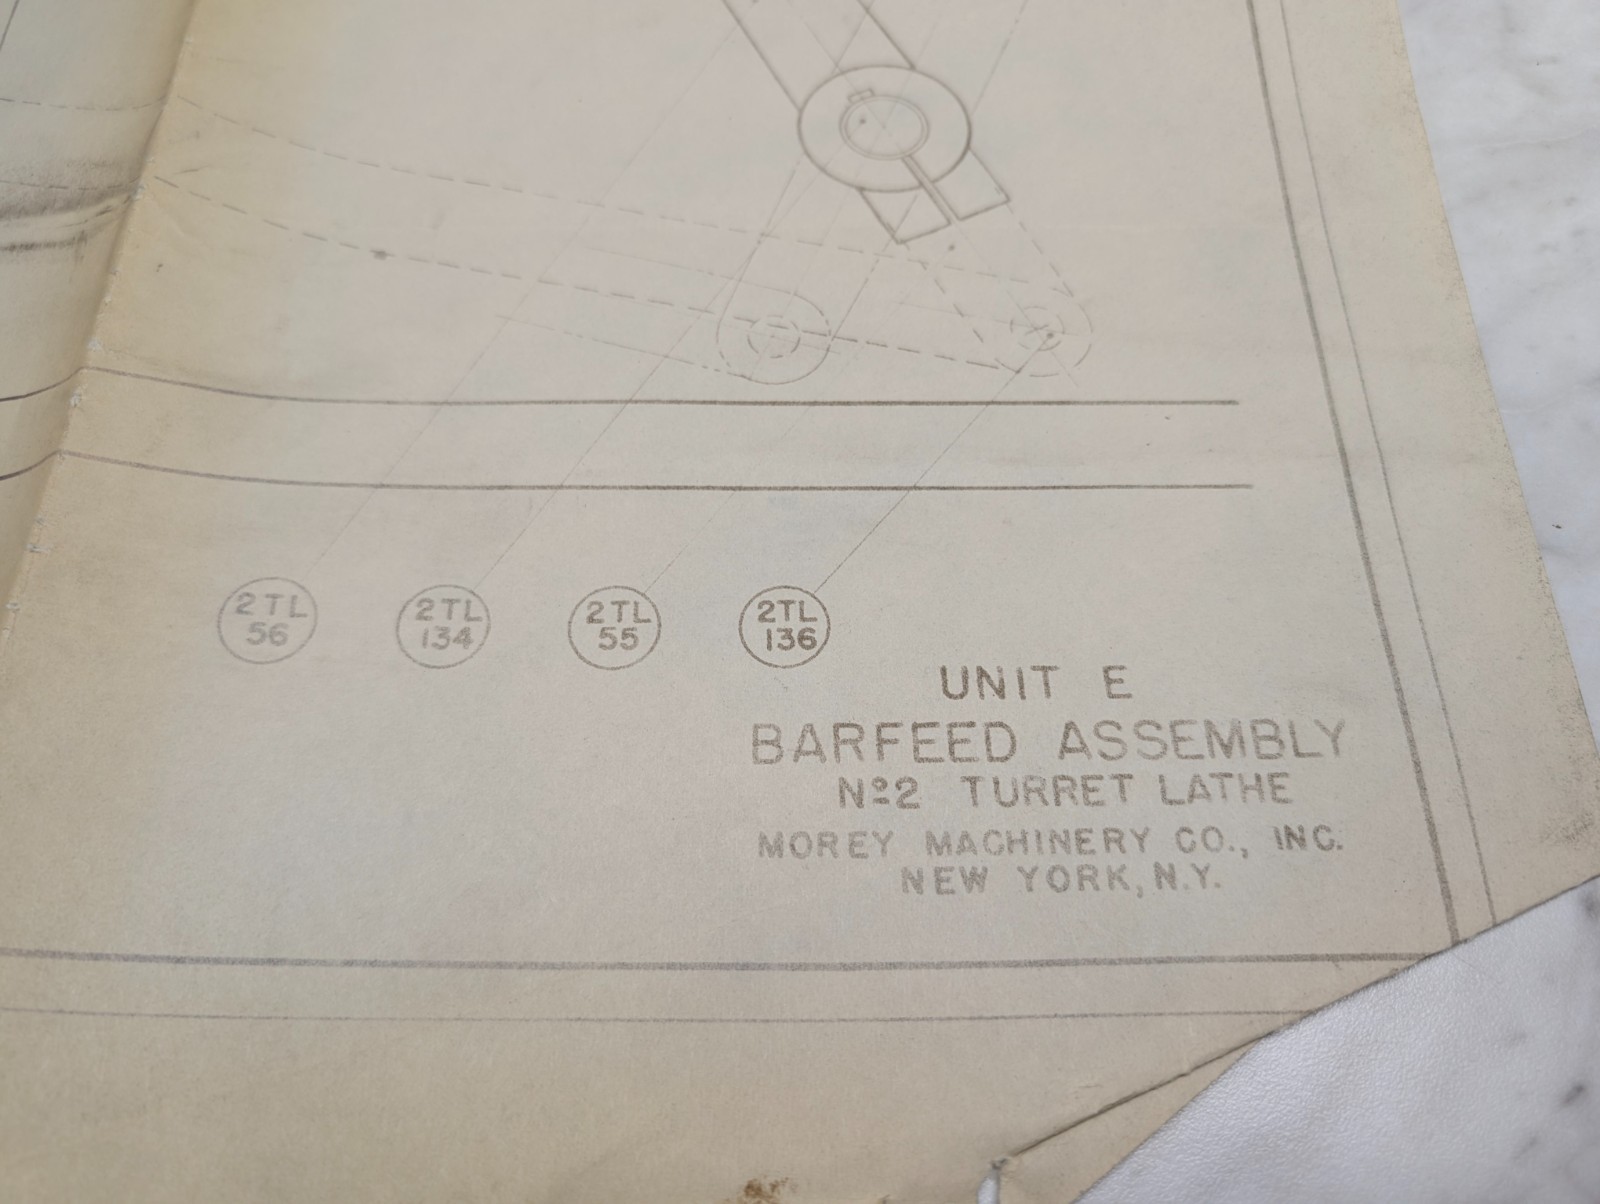 2TL
56
2TL
134
2TL
55
2TL
136
UNIT E
BARFEED ASSEMBLY
Nº2 TURRET LATHE
MOREY MACHINERY CO., INC.
NEW YORK, N.Y.